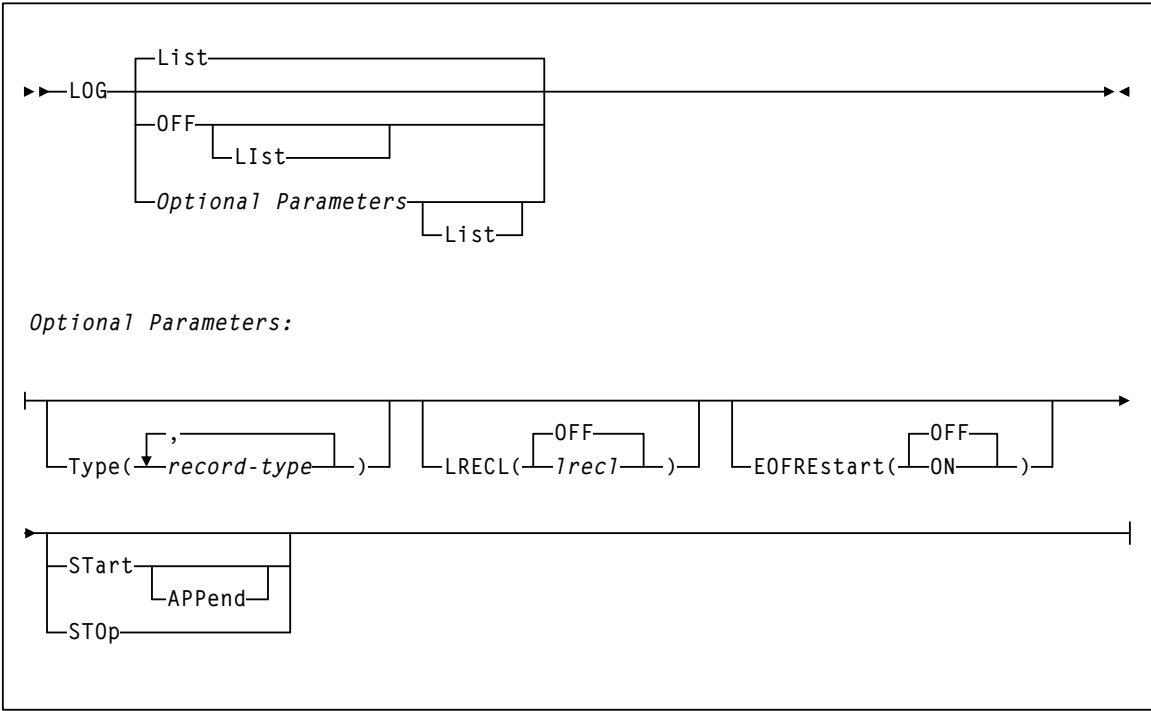 List
LOG
OFF
LIst
Optional Parameters
List
Optional Parameters:
, OFF OFF
Type( record-type ) LRECL( lrecl ) EOFREstart( ON )
STart
APPend
STOp